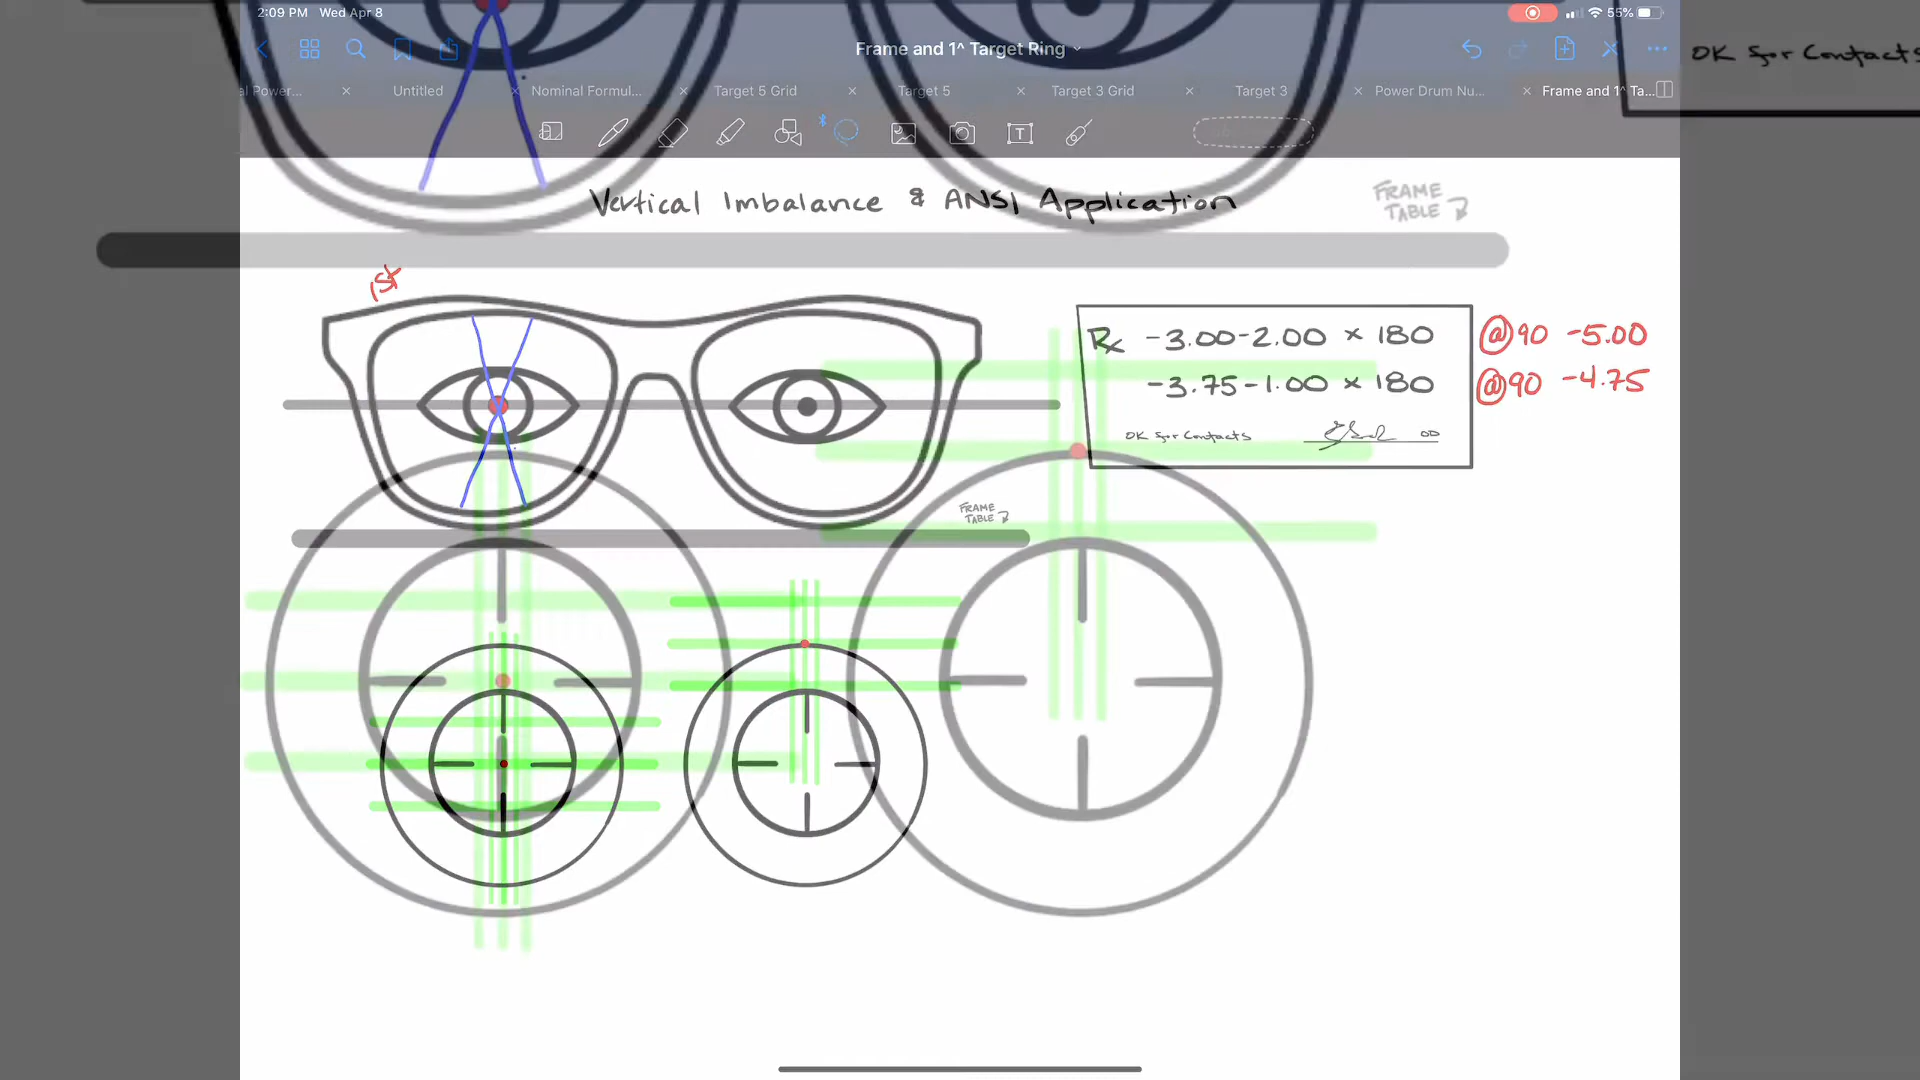 2:09 PM Wed Apr 8
55%
Frame and 1^ Target Ring
OK for Contacts
al Power...
Untitled
Nominal Formul...
Target 5 Grid
Target 5
Target 3 Grid
Target 3
Power Drum Nu...
Frame and 1^ Ta...
T
Vertical Imbalance & ANSI Application
FRAME
TABLE
1st
Rx -3.00-2.00 x 180 @90 -5.00
-3.75-1.00 x 180 @90 -4.75
OK for Contacts OD
FRAME
TABLE